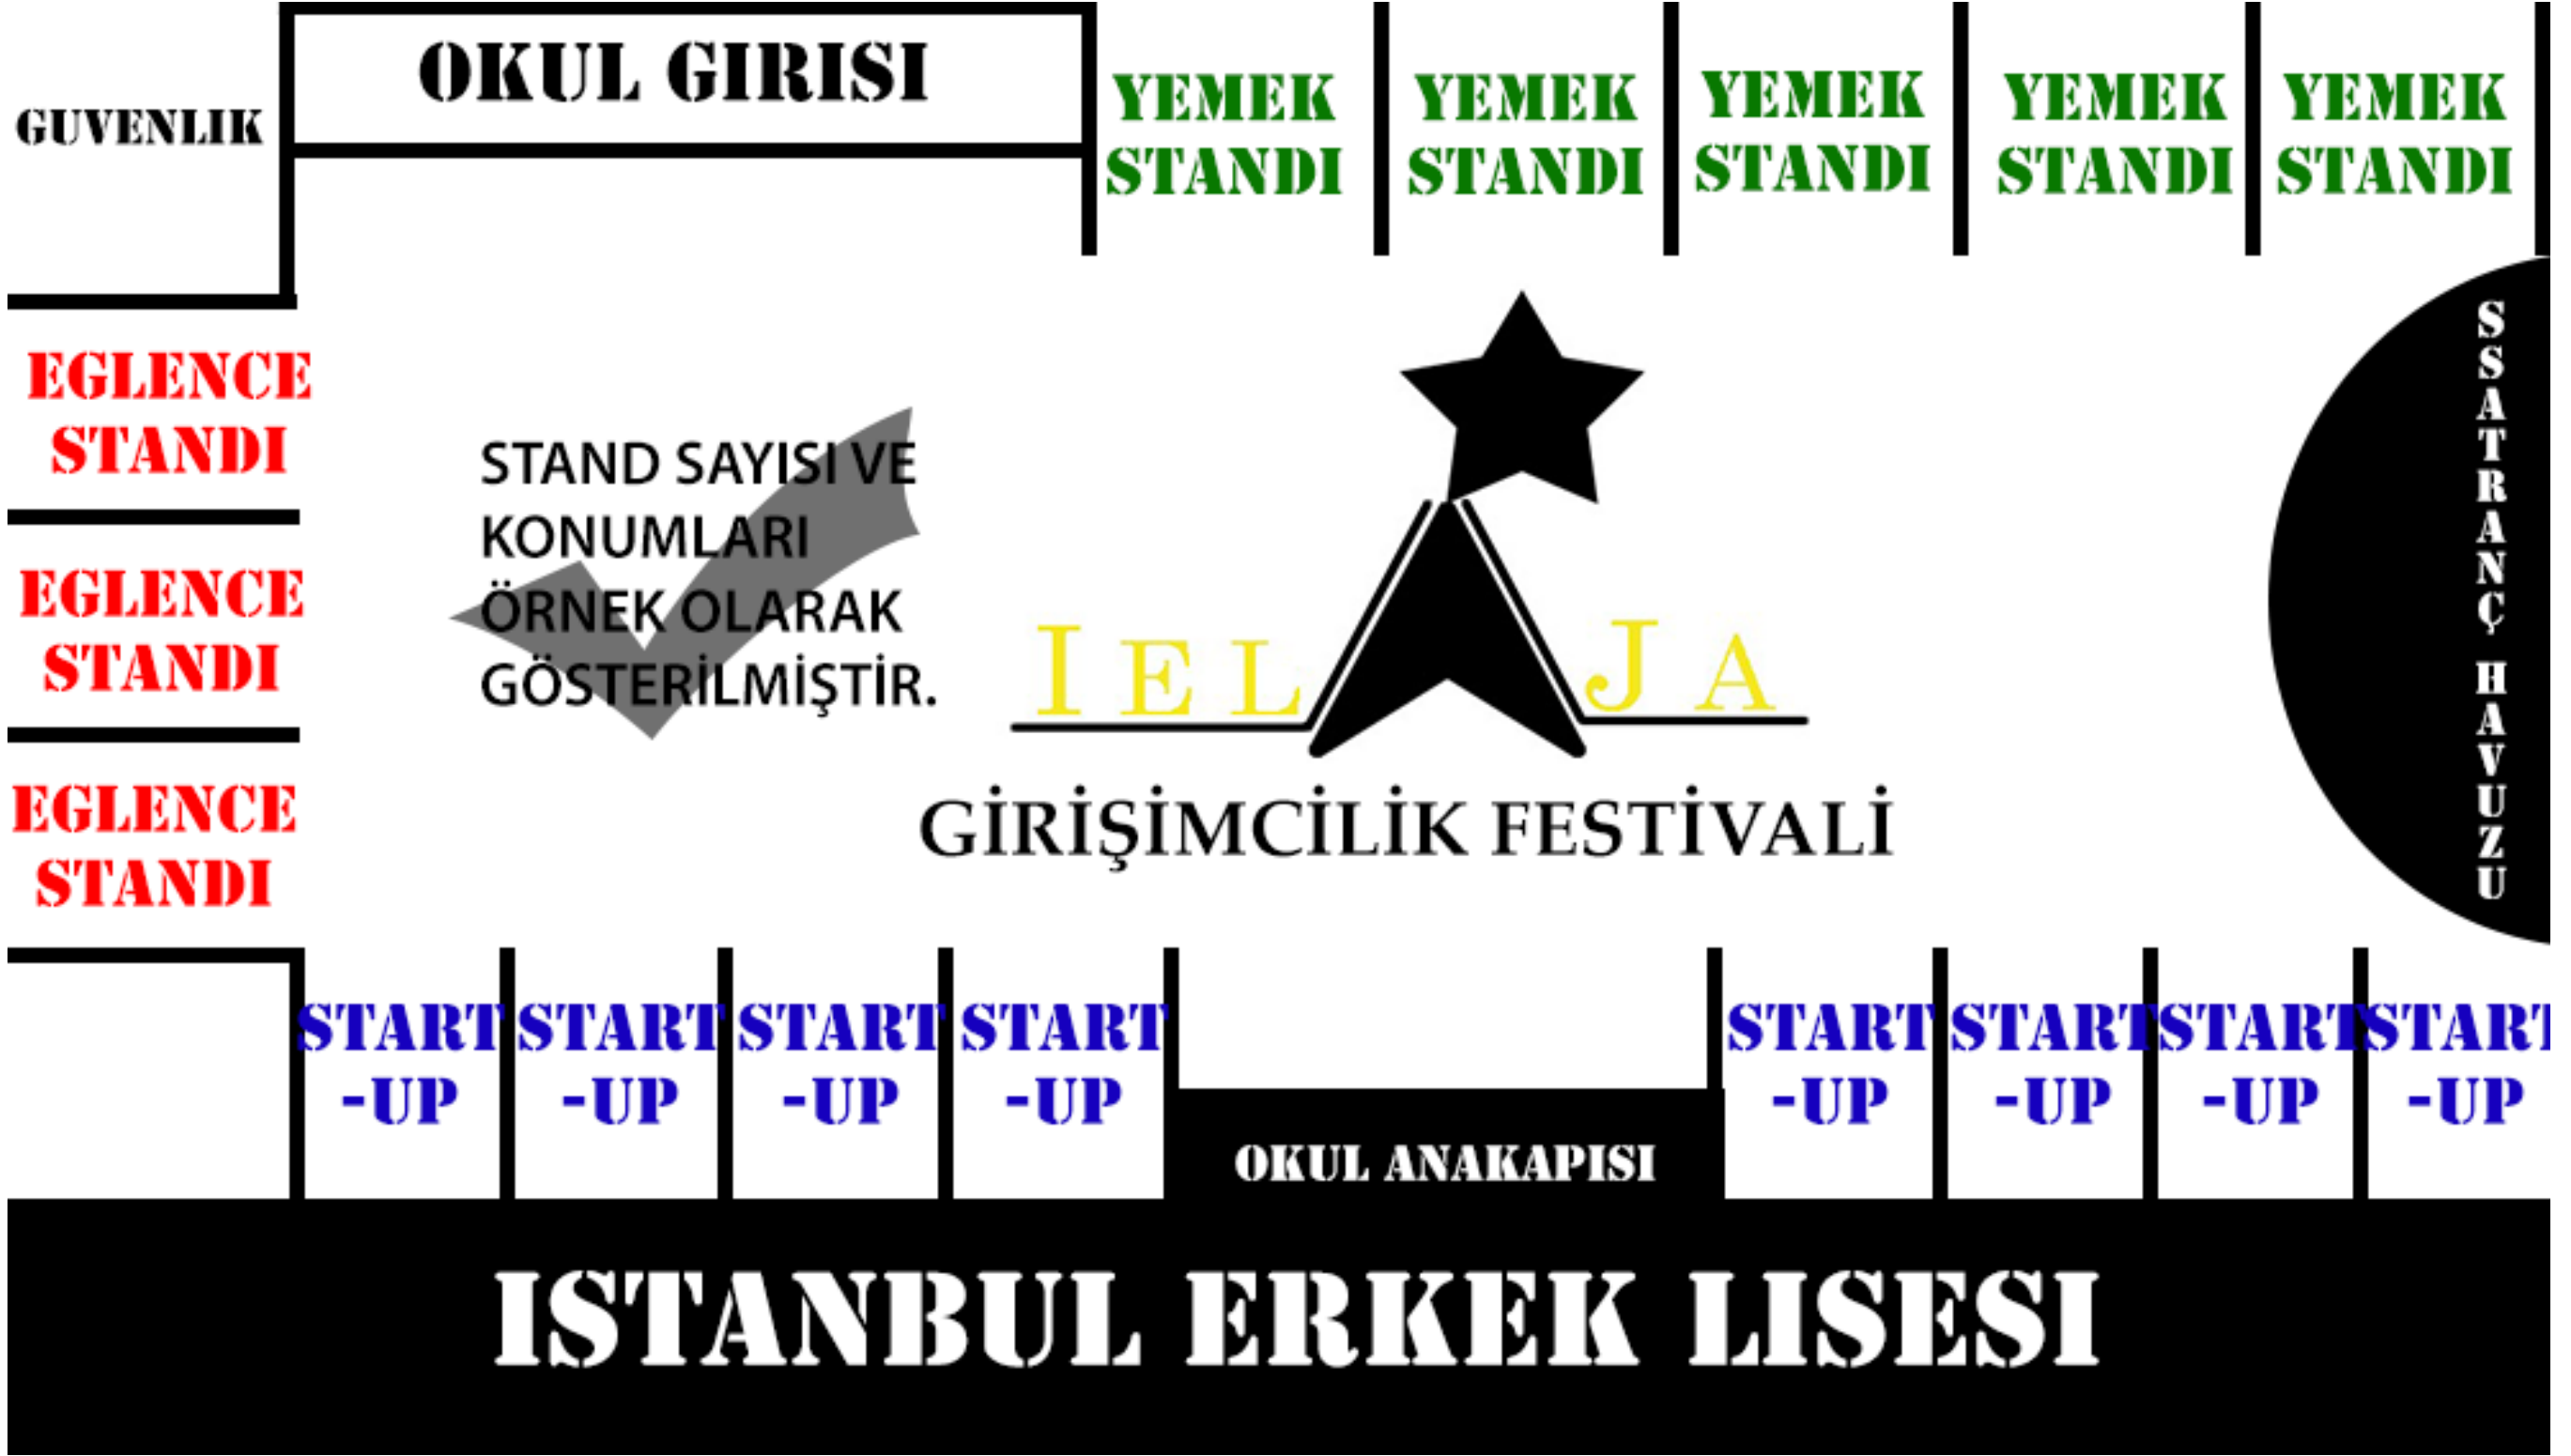 OKUL GIRISI
GUVENLIK
YEMEK
STANDI
YEMEK
STANDI
YEMEK
STANDI
YEMEK
STANDI
YEMEK
STANDI
EGLENCE
STANDI
EGLENCE
STANDI
EGLENCE
STANDI
STAND SAYISI VE
KONUMLARI
ÖRNEK OLARAK
GÖSTERİLMİŞTİR.
IEL JA
GİRİŞİMCİLİK FESTİVALİ
SSATRANÇ HAVUZU
START
-UP
START
-UP
START
-UP
START
-UP
START
-UP
START
-UP
START
-UP
START
-UP
OKUL ANAKAPISI
ISTANBUL ERKEK LISESI